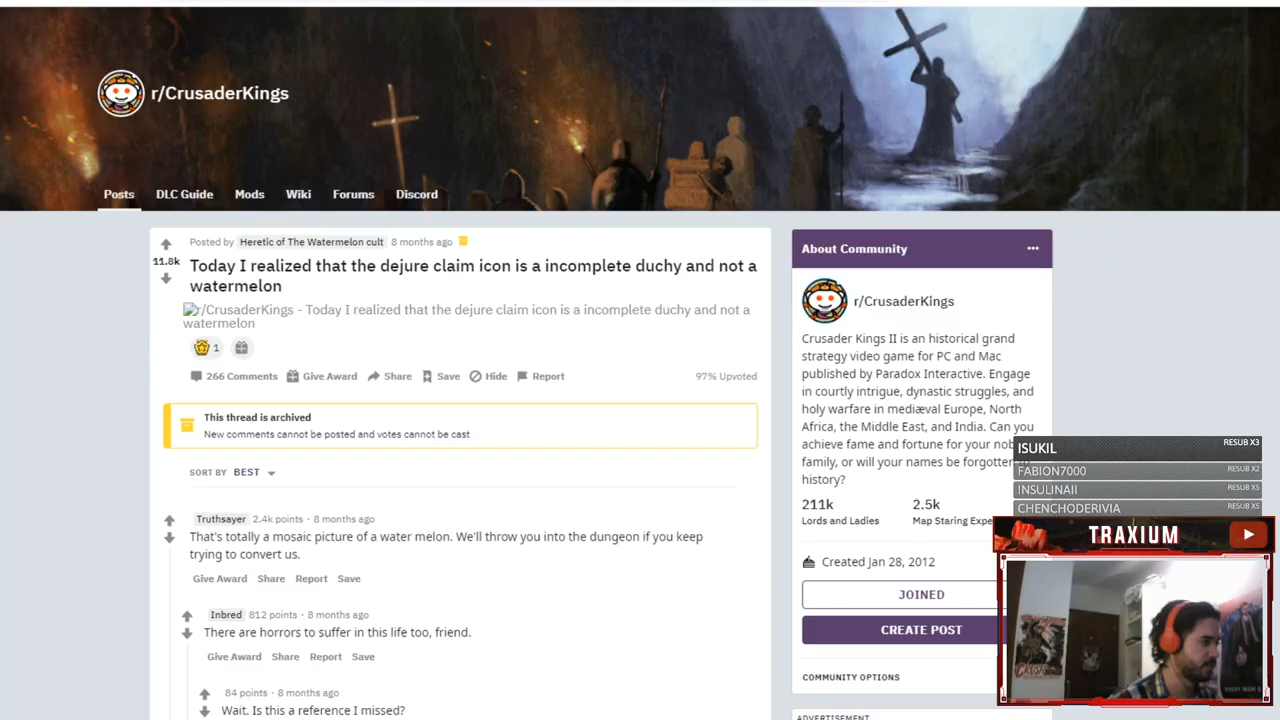 r/CrusaderKings
Posts DLC Guide Mods Wiki Forums Discord
Posted by Heretic of The Watermelon cult 8 months ago
11.8k
Today I realized that the dejure claim icon is a incomplete duchy and not a
watermelon
r/CrusaderKings - Today I realized that the dejure claim icon is a incomplete duchy and not a
watermelon
1
266 Comments Give Award Share Save Hide Report 97% Upvoted
This thread is archived
New comments cannot be posted and votes cannot be cast
SORT BY BEST
Truthsayer 2.4k points · 8 months ago
That's totally a mosaic picture of a water melon. We'll throw you into the dungeon if you keep
trying to convert us.
Give Award Share Report Save
Inbred 812 points · 8 months ago
There are horrors to suffer in this life too, friend.
Give Award Share Report Save
84 points · 8 months ago
Wait. Is this a reference I missed?
About Community
r/CrusaderKings
Crusader Kings II is an historical grand
strategy video game for PC and Mac
published by Paradox Interactive. Engage
in courtly intrigue, dynastic struggles, and
holy warfare in mediæval Europe, North
Africa, the Middle East, and India. Can you
achieve fame and fortune for your
family, or will your names be forgotten
history?
211k 2.5k
Lords and Ladies Map Staring
Created Jan 28, 2012
JOINED
CREATE POST
COMMUNITY OPTIONS
ADVERTISEMENT
ISUKIL RESUB X3
FABION7000 RESUB X2
INSULINAII RESUB X5
CHENCHODERIVIA RESUB X5
TRAXIUM